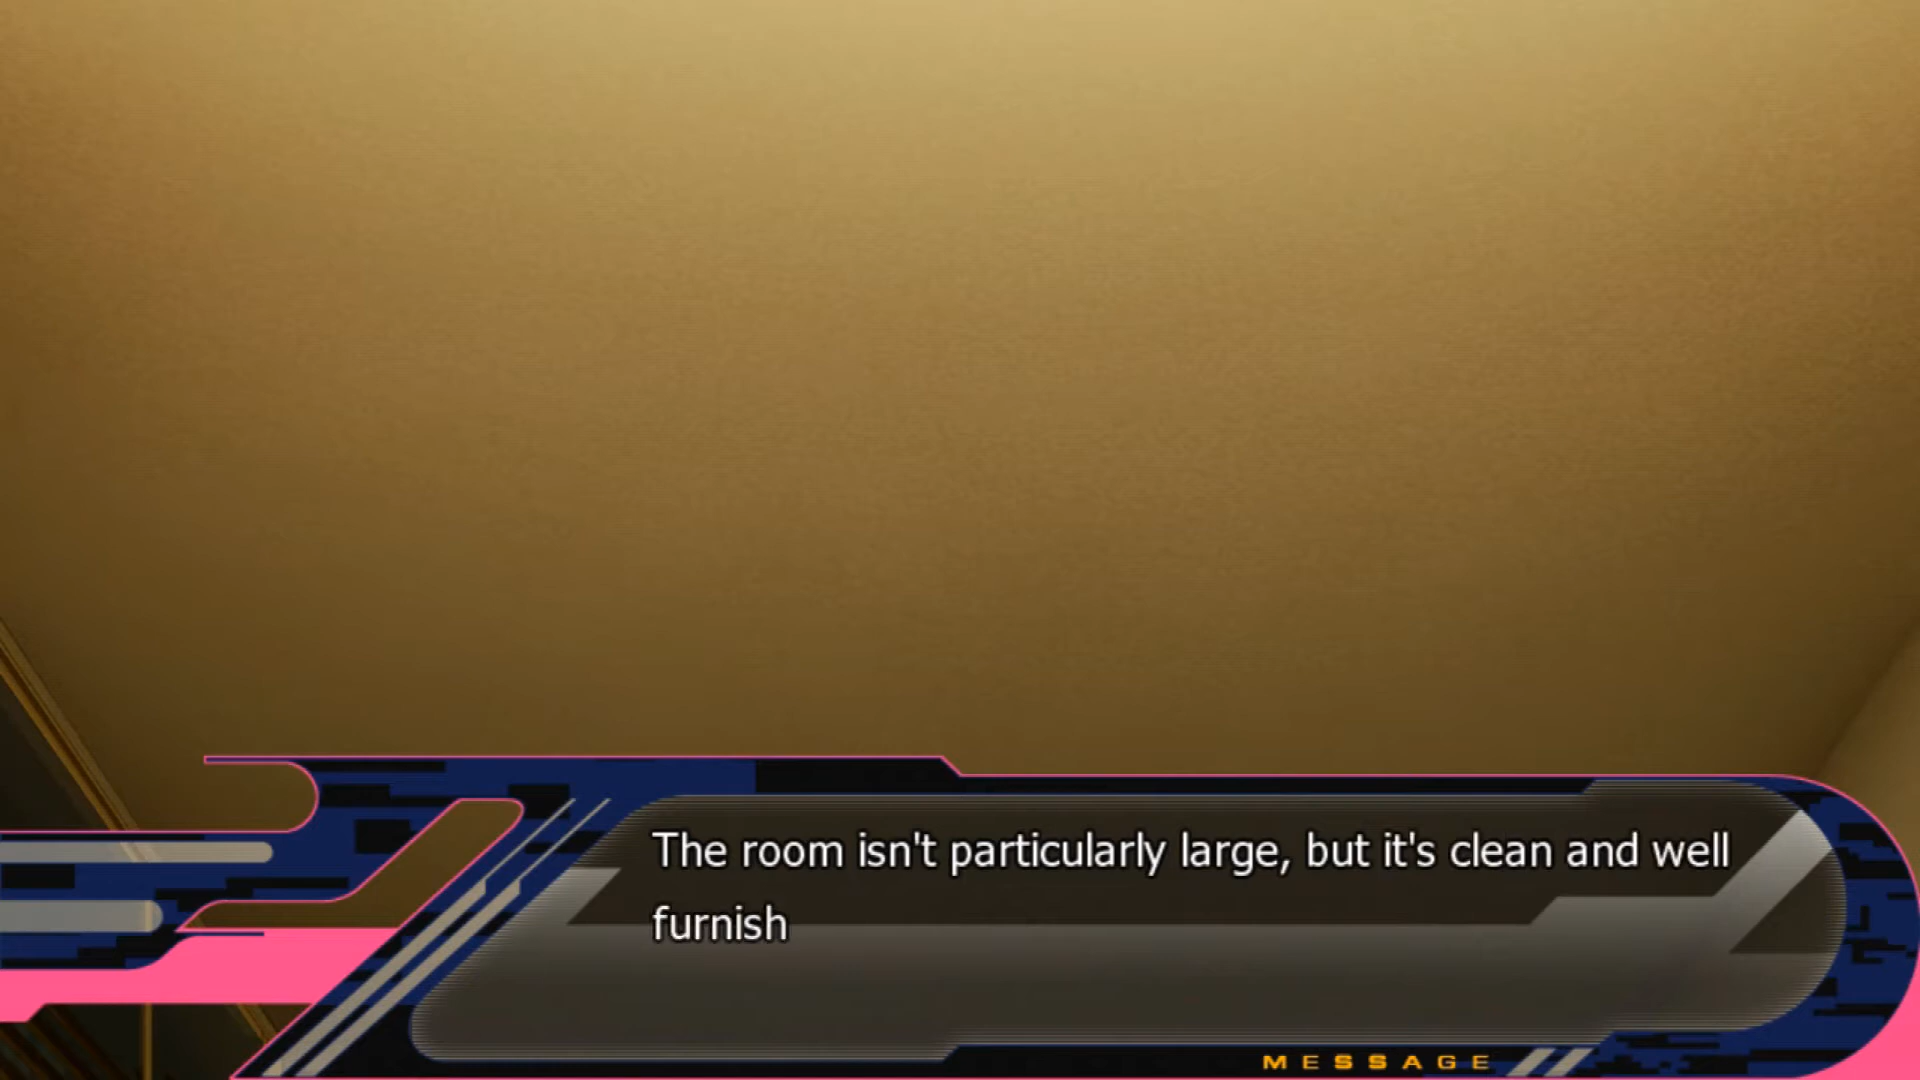 The room isn't particularly large, but it's clean and well
furnish
MESSAGE